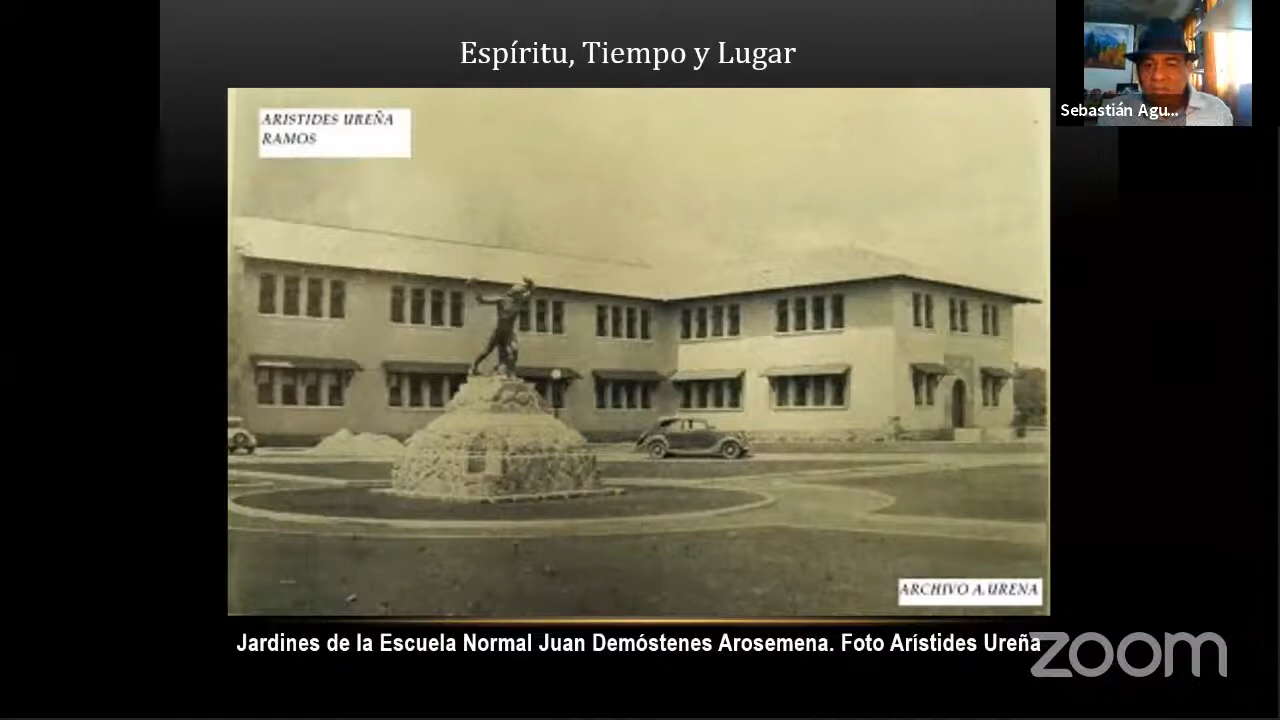 Espíritu, Tiempo y Lugar
Sebastián Agu...
ARISTIDES UREÑA
RAMOS
ARCHIVO A. URENA
Jardines de la Escuela Normal Juan Demóstenes Arosemena. Foto Arístides Ureña
zoom